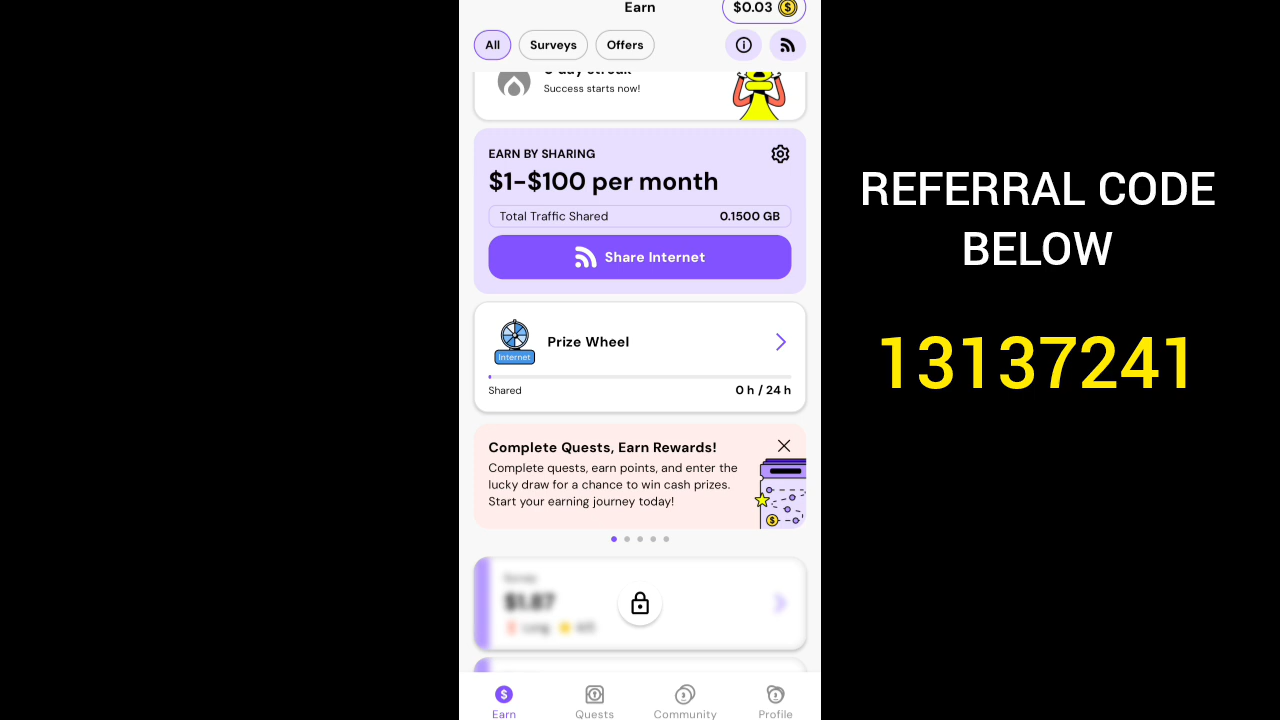 Earn
$0.03
All
Surveys
Offers
Success starts now!
EARN BY SHARING
$1-$100 per month
Total Traffic Shared 0.1500 GB
Share Internet
Internet
Prize Wheel
Shared 0 h / 24 h
Complete Quests, Earn Rewards!
Complete quests, earn points, and enter the
lucky draw for a chance to win cash prizes.
Start your earning journey today!
$1.87
Earn
Quests
Community
Profile
REFERRAL CODE
BELOW
13137241